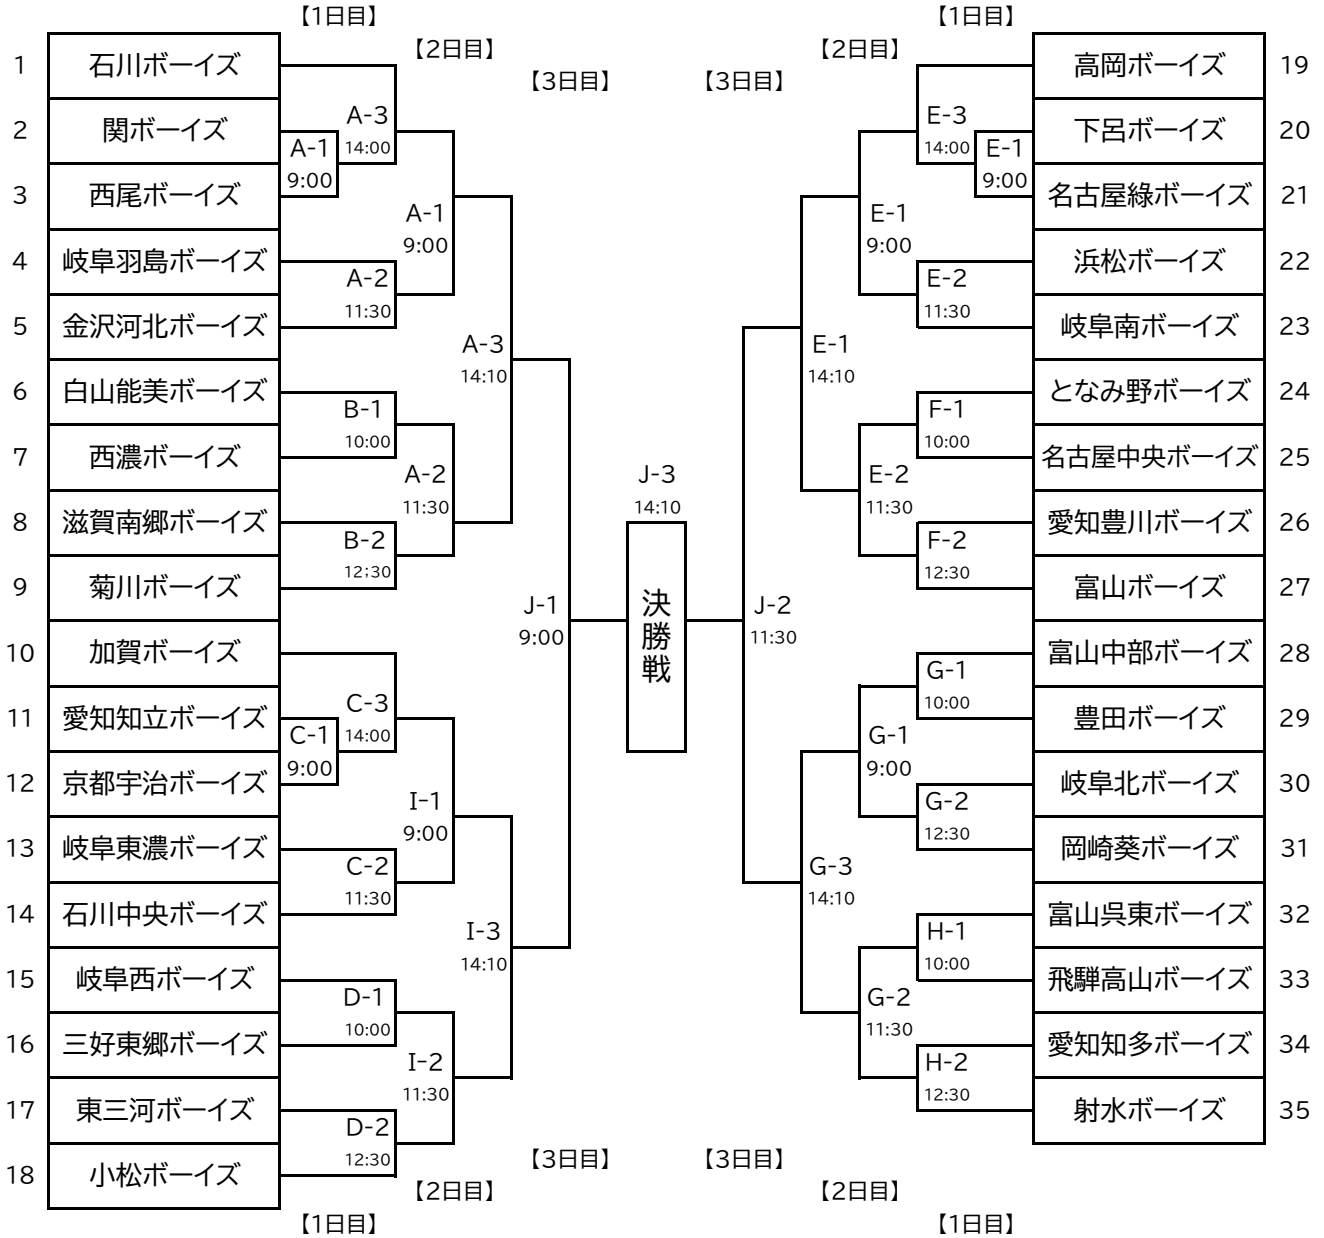 【1日目】
【1日目】
【2日目】
【2日目】
【3日目】
【3日目】
1 石川ボーイズ
2 関ボーイズ
3 西尾ボーイズ
4 岐阜羽島ボーイズ
5 金沢河北ボーイズ
6 白山能美ボーイズ
7 西濃ボーイズ
8 滋賀南郷ボーイズ
9 菊川ボーイズ
10 加賀ボーイズ
11 愛知知立ボーイズ
12 京都宇治ボーイズ
13 岐阜東濃ボーイズ
14 石川中央ボーイズ
15 岐阜西ボーイズ
16 三好東郷ボーイズ
17 東三河ボーイズ
18 小松ボーイズ
A-1
9:00
A-3
14:00
A-2
11:30
B-1
10:00
B-2
12;30
C-1
9:00
C-3
14:00
C-2
11:30
D-1
10:00
D-2
12:30
A-1
9:00
A-2
11:30
I-1
9:00
I-2
11:30
A-3
14:10
I-3
14:10
J-1
9:00
J-3
14:10
決勝戦
J-2
11:30
E-1
14:10
G-3
14:10
E-1
9:00
E-2
11:30
G-1
9:00
G-2
11:30
E-3
14:00
E-1
9:00
E-2
11:30
F-1
10:00
F-2
12:30
G-1
10:00
G-2
12:30
H-1
10:00
H-2
12:30
高岡ボーイズ 19
下呂ボーイズ 20
名古屋綠ボーイズ 21
浜松ボーイズ 22
岐阜南ボーイズ 23
となみ野ボーイズ 24
名古屋中央ボーイズ 25
愛知豊川ボーイズ 26
富山ボーイズ 27
富山中部ボーイズ 28
豊田ボーイズ 29
岐阜北ボーイズ 30
岡崎葵ボーイズ 31
富山呉東ボーイズ 32
飛騨高山ボーイズ 33
愛知知多ボーイズ 34
射水ボーイズ 35
【3日目】
【3日目】
【2日目】
【2日目】
【1日目】
【1日目】